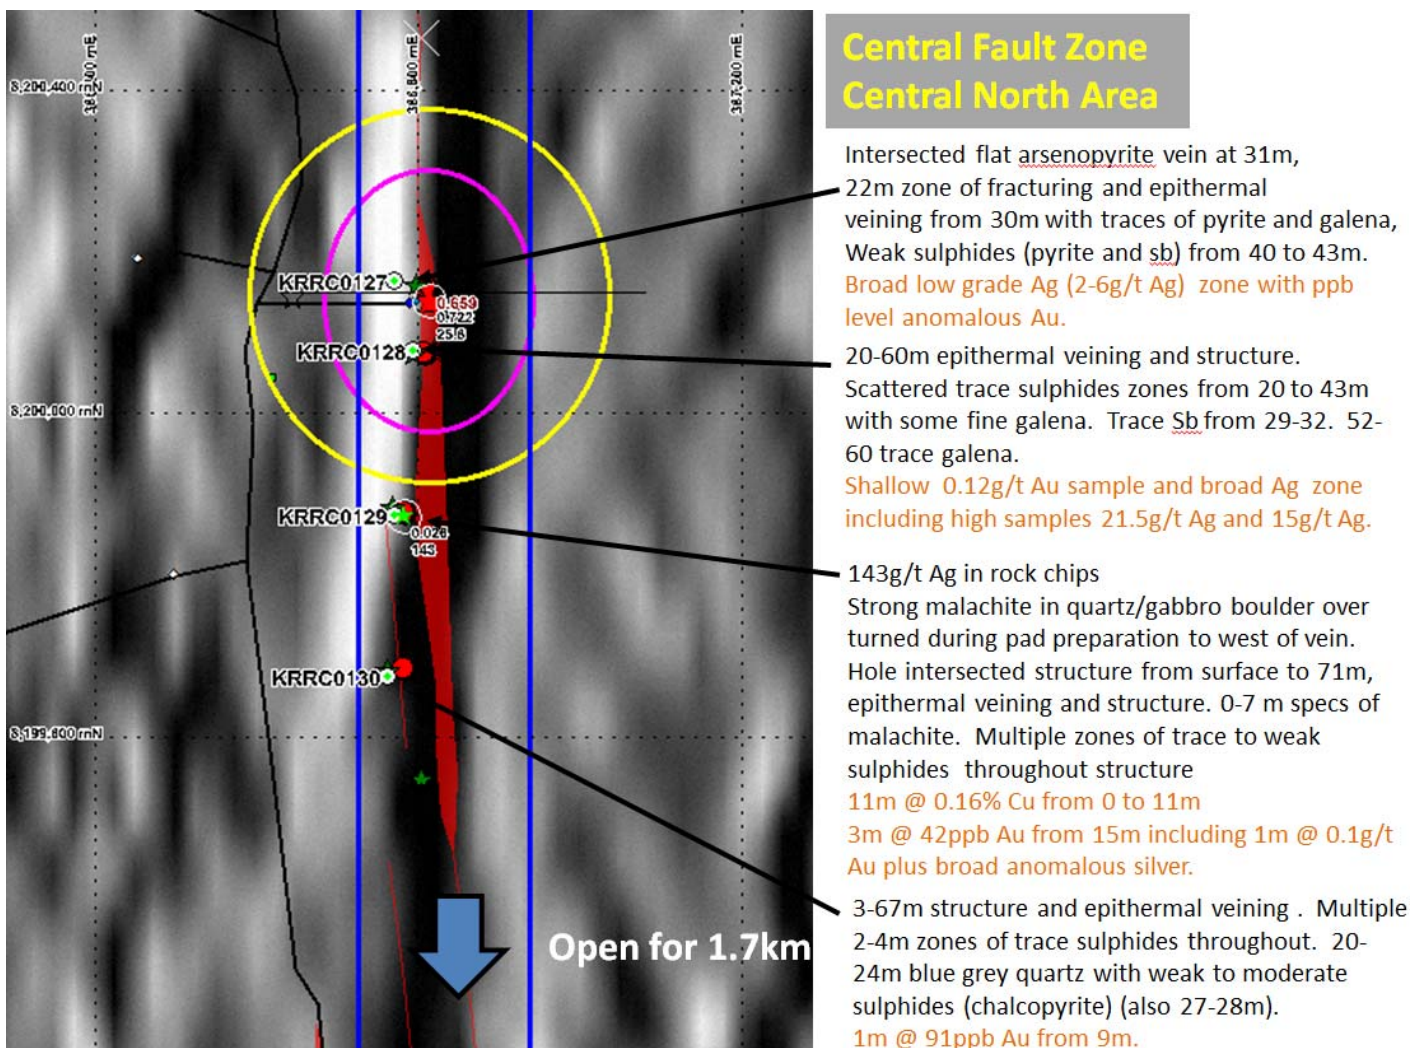 Central Fault Zone
Central North Area
Intersected flat arsenopyrite vein at 31m,
22m zone of fracturing and epithermal
veining from 30m with traces of pyrite and galena,
Weak sulphides (pyrite and sb) from 40 to 43m.
Broad low grade Ag (2-6g/t Ag) zone with ppb
level anomalous Au.
20-60m epithermal veining and structure.
Scattered trace sulphides zones from 20 to 43m
with some fine galena. Trace Sb from 29-32. 52-
60 trace galena.
Shallow 0.12g/t Au sample and broad Ag zone
including high samples 21.5g/t Ag and 15g/t Ag.
143g/t Ag in rock chips
Strong malachite in quartz/gabbro boulder over
turned during pad preparation to west of vein.
Hole intersected structure from surface to 71m,
epithermal veining and structure. 0-7 m specs of
malachite. Multiple zones of trace to weak
sulphides throughout structure
11m @ 0.16% Cu from 0 to 11m
3m @ 42ppb Au from 15m including 1m @ 0.1g/t
Au plus broad anomalous silver.
3-67m structure and epithermal veining . Multiple
2-4m zones of trace sulphides throughout. 20-
24m blue grey quartz with weak to moderate
sulphides (chalcopyrite) (also 27-28m).
1m @ 91ppb Au from 9m.
8,200,400 mN
387,200 mE
KRRC0127
0.659
0.722
25.8
KRRC0128
8,200,000 mN
KRRC0129
0.026
143
KRRC0130
8,199,600 mN
Open for 1.7km